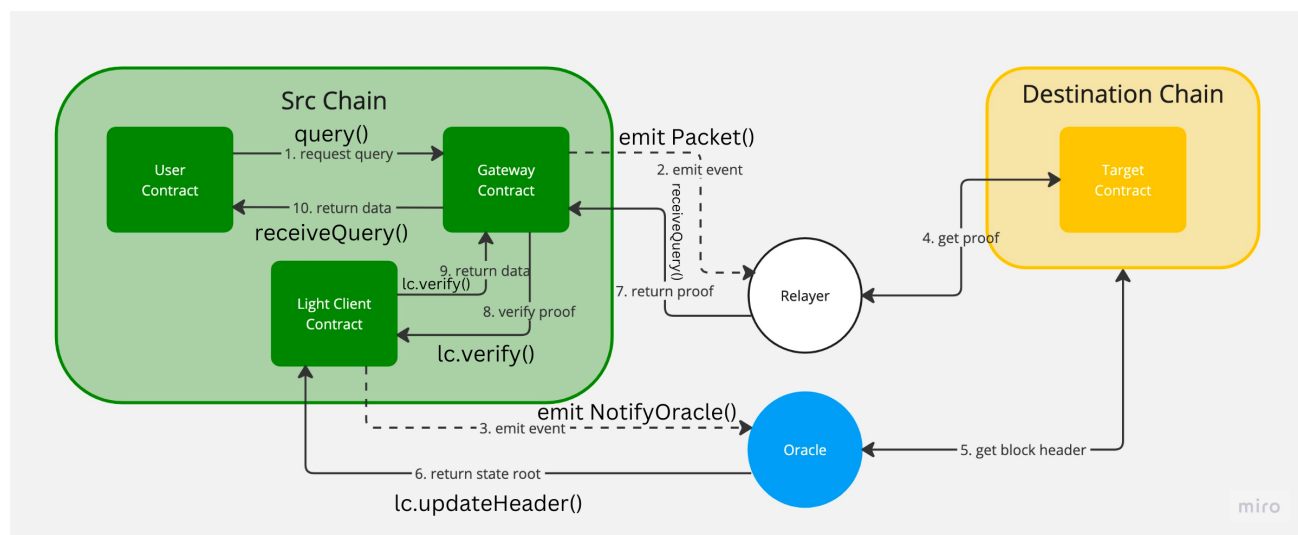 Src Chain
Destination Chain
query()
emit Packet()
1. request query
2. emit event
User
Contract
Gateway
Contract
Target
Contract
10. return data
receiveQuery()
receiveQuery()
4. get proof
9. return data
lc.verify()
7. return proof
Relayer
Light Client
Contract
8. verify proof
lc.verify()
emit NotifyOracle()
3. emit event
Oracle
5. get block header
6. return state root
lc.updateHeader()
miro